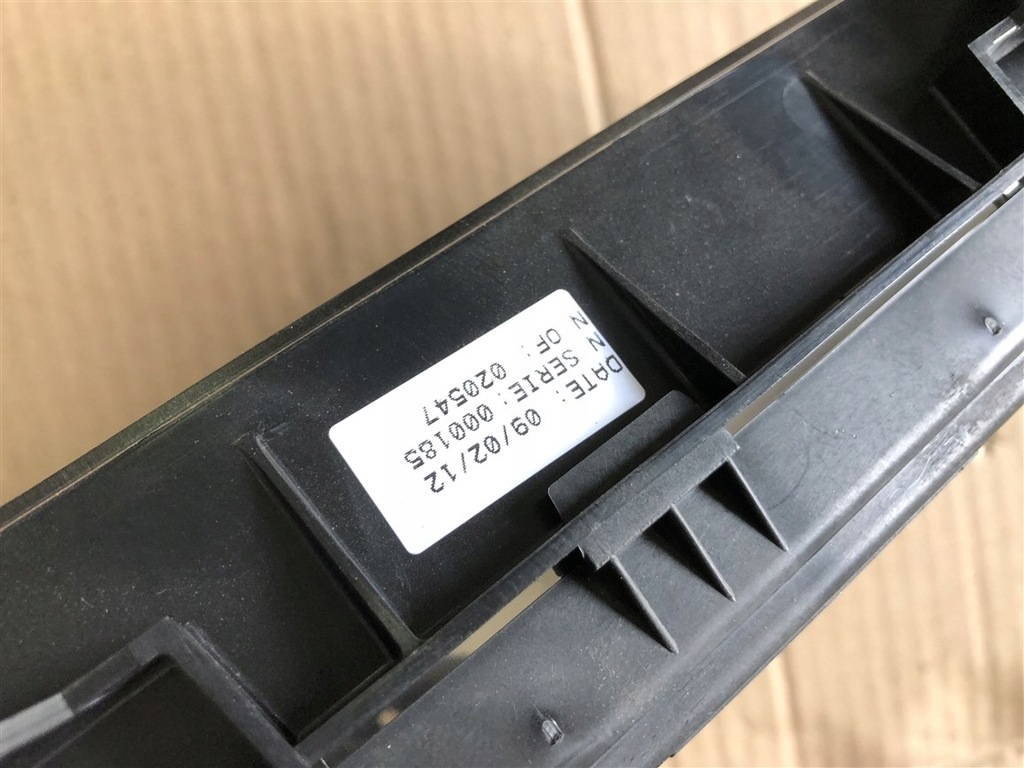 DATE: 09/02/12
N SERIE: 000185
N OF: 020547